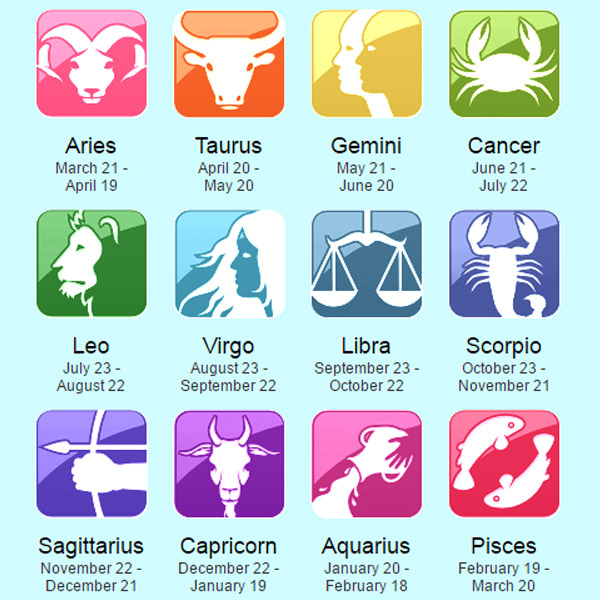 Aries
March 21 -
April 19
Taurus
April 20 -
May 20
Gemini
May 21 -
June 20
Cancer
June 21 -
July 22
Leo
July 23 -
August 22
Virgo
August 23 -
September 22
Libra
September 23 -
October 22
Scorpio
October 23 -
November 21
Sagittarius
November 22 -
December 21
Capricorn
December 22 -
January 19
Aquarius
January 20 -
February 18
Pisces
February 19 -
March 20